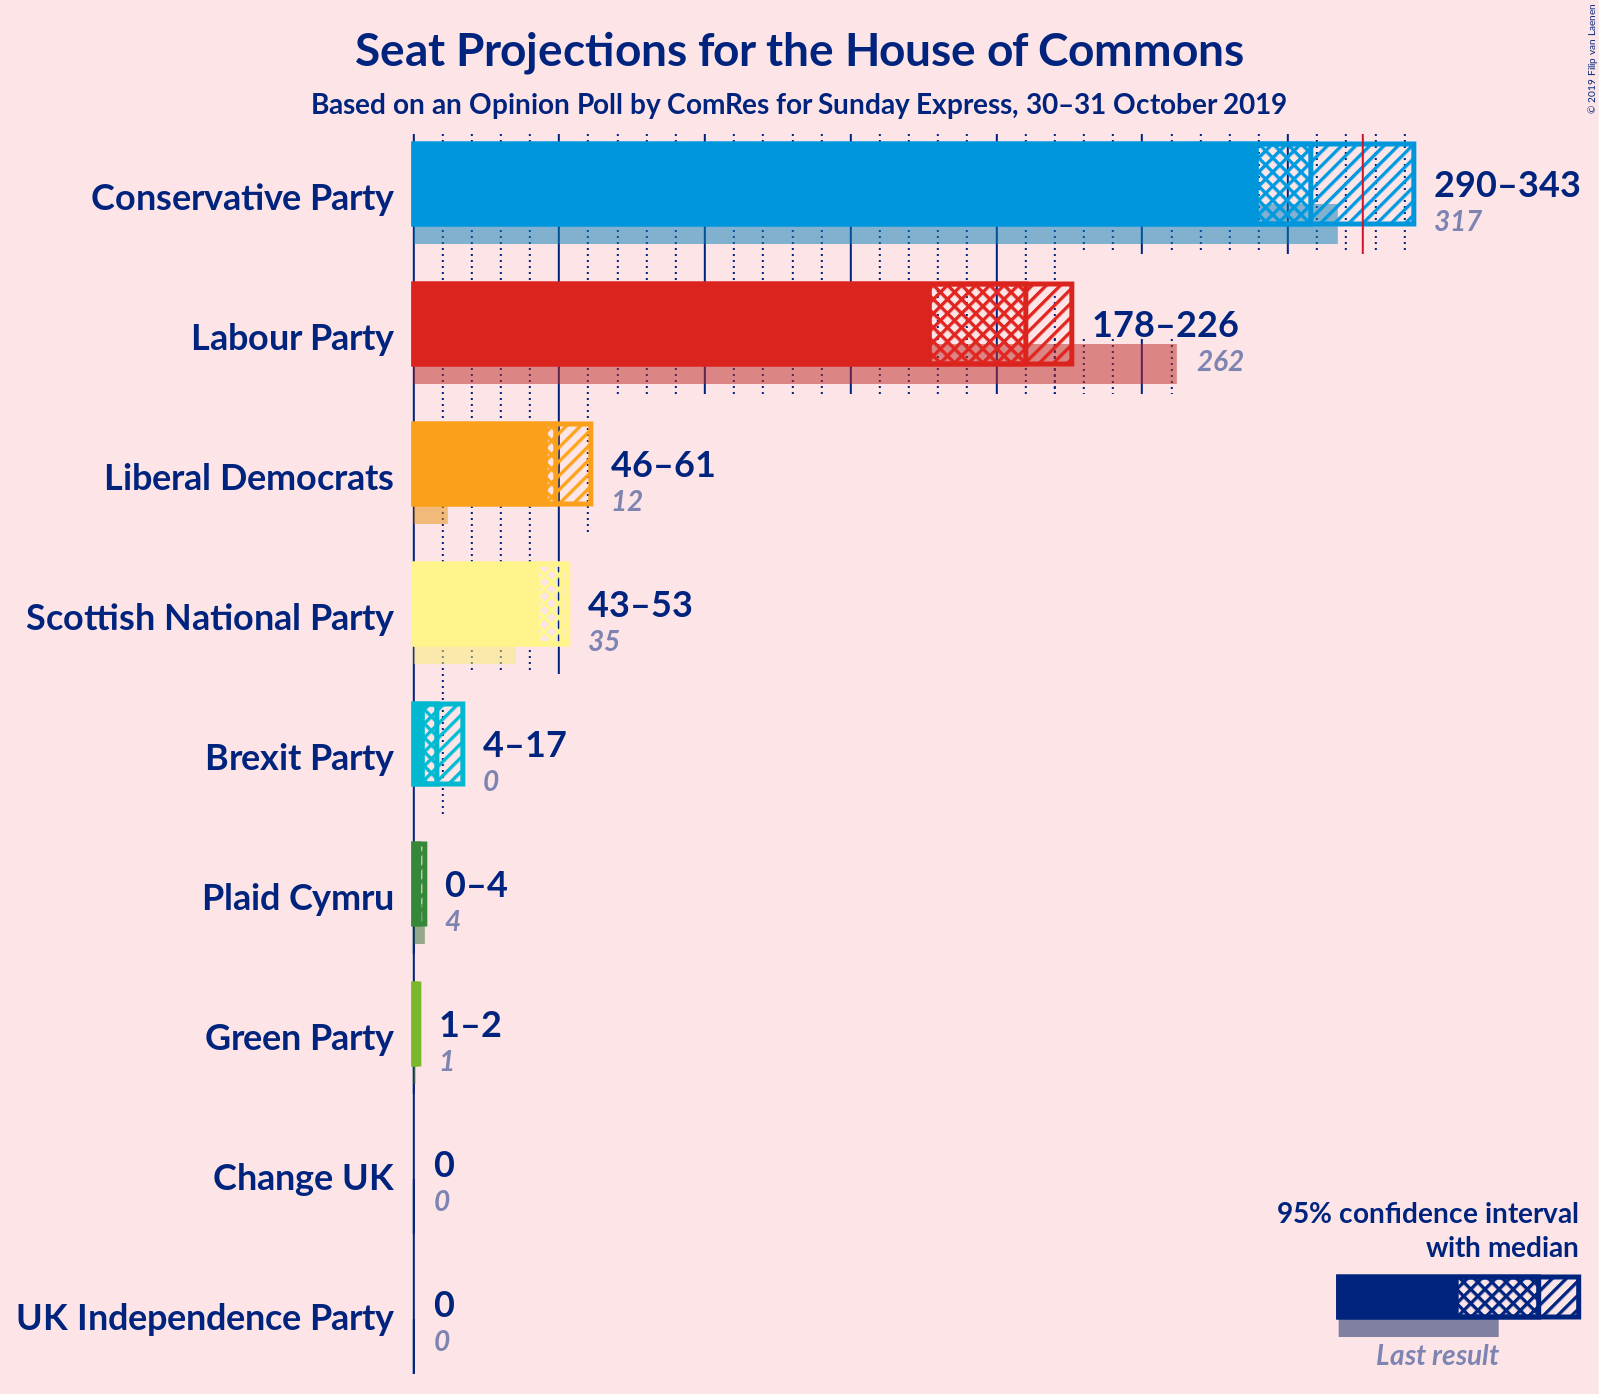 Seat Projections for the House of Commons
Based on an Opinion Poll by ComRes for Sunday Express, 30–31 October 2019
© 2019 Filip van Laenen
Conservative Party
290–343
317
Labour Party
178–226
262
Liberal Democrats
46–61
12
Scottish National Party
43–53
35
Brexit Party
4–17
0
Plaid Cymru
0–4
4
Green Party
1–2
1
Change UK
0
0
UK Independence Party
0
0
95% confidence interval
with median
Last result